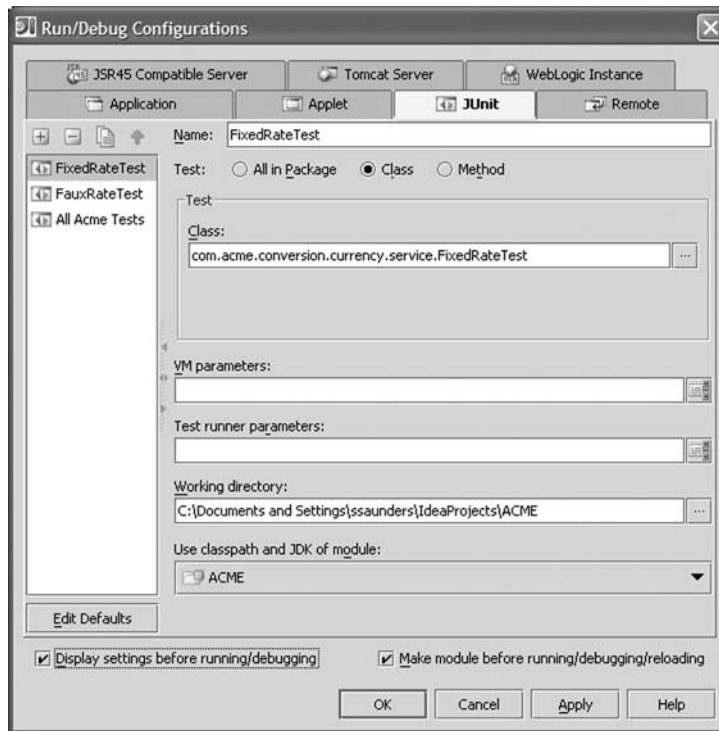 Run/Debug Configurations
JSR45 Compatible Server
Tomcat Server
WebLogic Instance
Application
Applet
JUnit
Remote
Name: FixedRateTest
FixedRateTest
FauxRateTest
All Acme Tests
Test: All in Package Class Method
Test
Class:
com.acme.conversion.currency.service.FixedRateTest
...
VM parameters:
Test runner parameters:
Working directory:
C:\Documents and Settings\ssaunders\IdeaProjects\ACME
...
Use classpath and JDK of module:
ACME
Edit Defaults
Display settings before running/debugging
Make module before running/debugging/reloading
OK
Cancel
Apply
Help